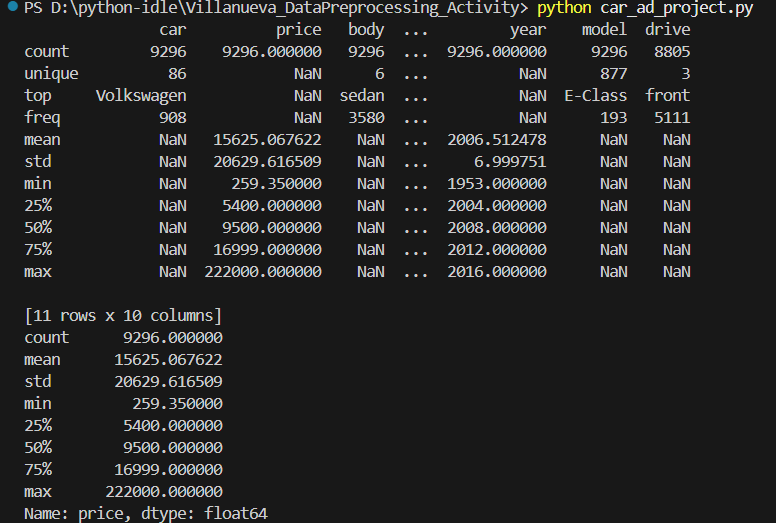 PS D:\python-idle\Villanueva_DataPreprocessing_Activity> python car_ad_project.py
car price body ... year model drive
count 9296 9296.000000 9296 ... 9296.000000 9296 8805
unique 86 NaN 6 ... NaN 877 3
top Volkswagen NaN sedan ... NaN E-Class front
freq 908 NaN 3580 ... NaN 193 5111
mean NaN 15625.067622 NaN ... 2006.512478 NaN NaN
std NaN 20629.616509 NaN ... 6.999751 NaN NaN
min NaN 259.350000 NaN ... 1953.000000 NaN NaN
25% NaN 5400.000000 NaN ... 2004.000000 NaN NaN
50% NaN 9500.000000 NaN ... 2008.000000 NaN NaN
75% NaN 16999.000000 NaN ... 2012.000000 NaN NaN
max NaN 222000.000000 NaN ... 2016.000000 NaN NaN
[11 rows x 10 columns]
count 9296.000000
mean 15625.067622
std 20629.616509
min 259.350000
25% 5400.000000
50% 9500.000000
75% 16999.000000
max 222000.000000
Name: price, dtype: float64